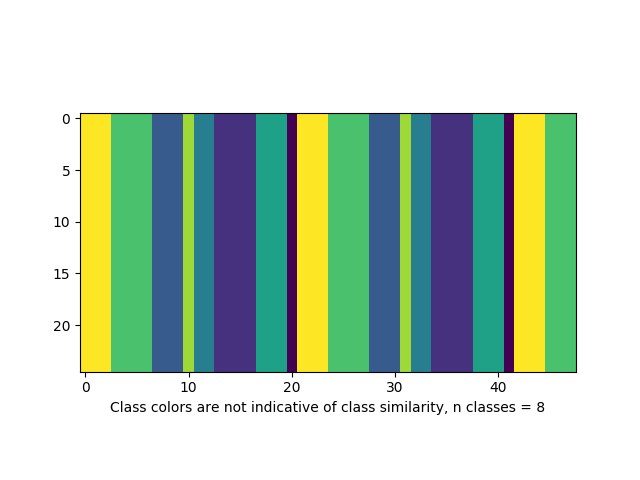 0
5
10
15
20
0 10 20 30 40
Class colors are not indicative of class similarity, n classes = 8